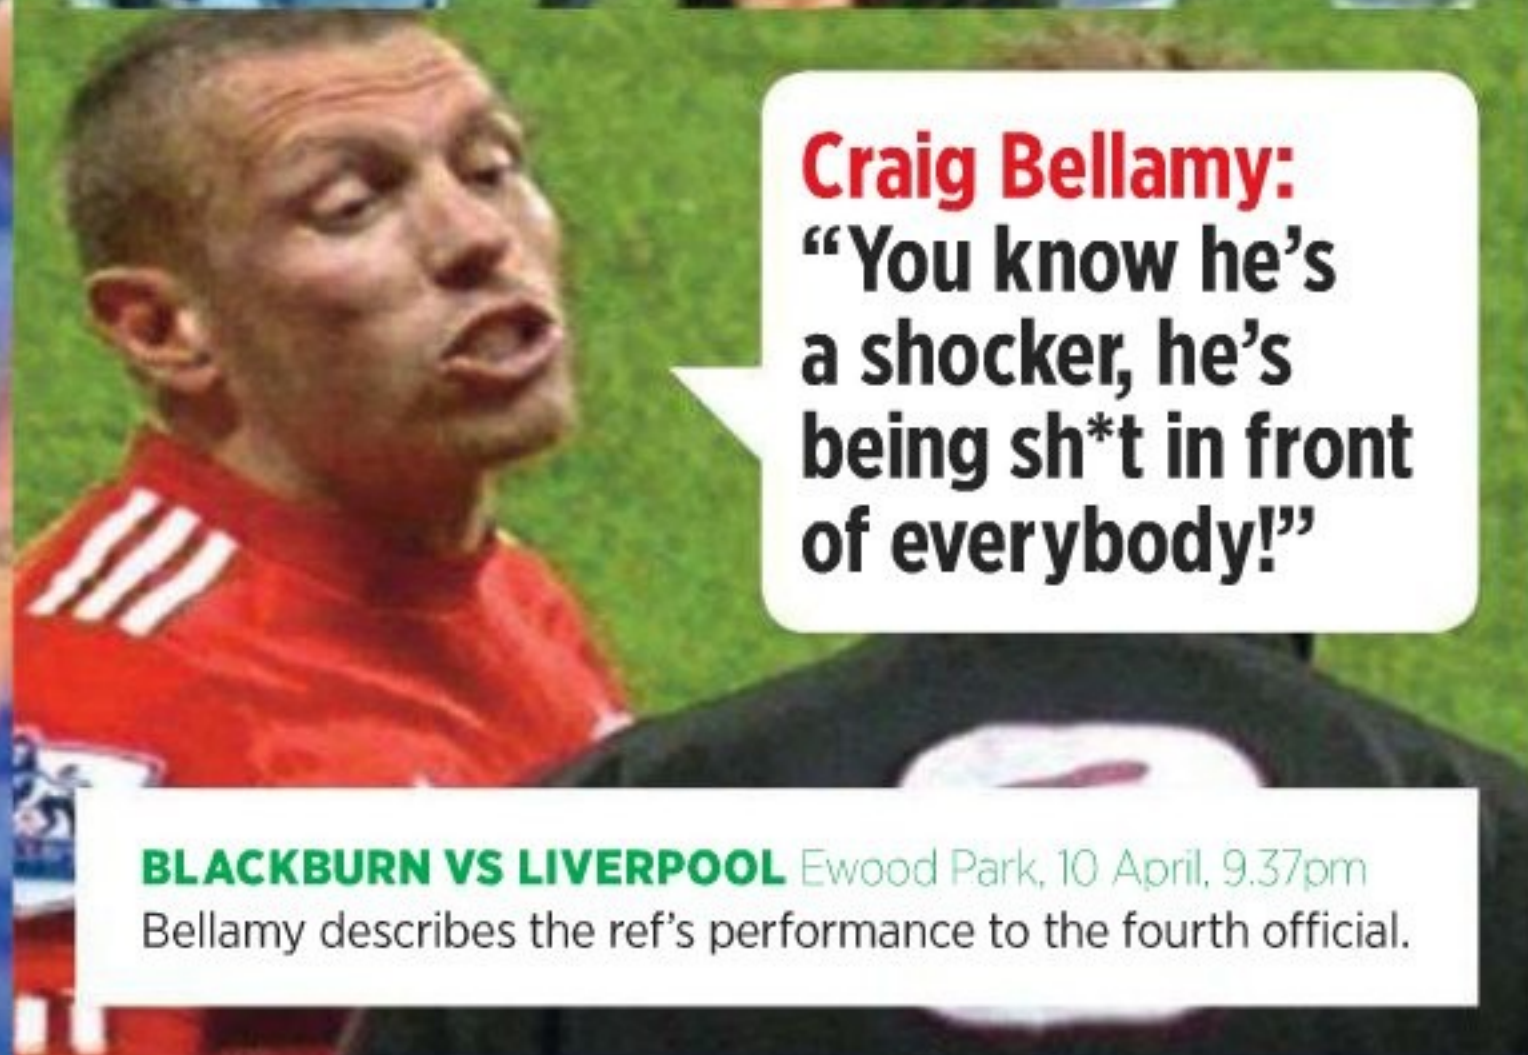 Craig Bellamy:
“You know he’s
a shocker, he’s
being sh*t in front
of everybody!”
BLACKBURN VS LIVERPOOL Ewood Park, 10 April, 9.37pm
Bellamy describes the ref’s performance to the fourth official.